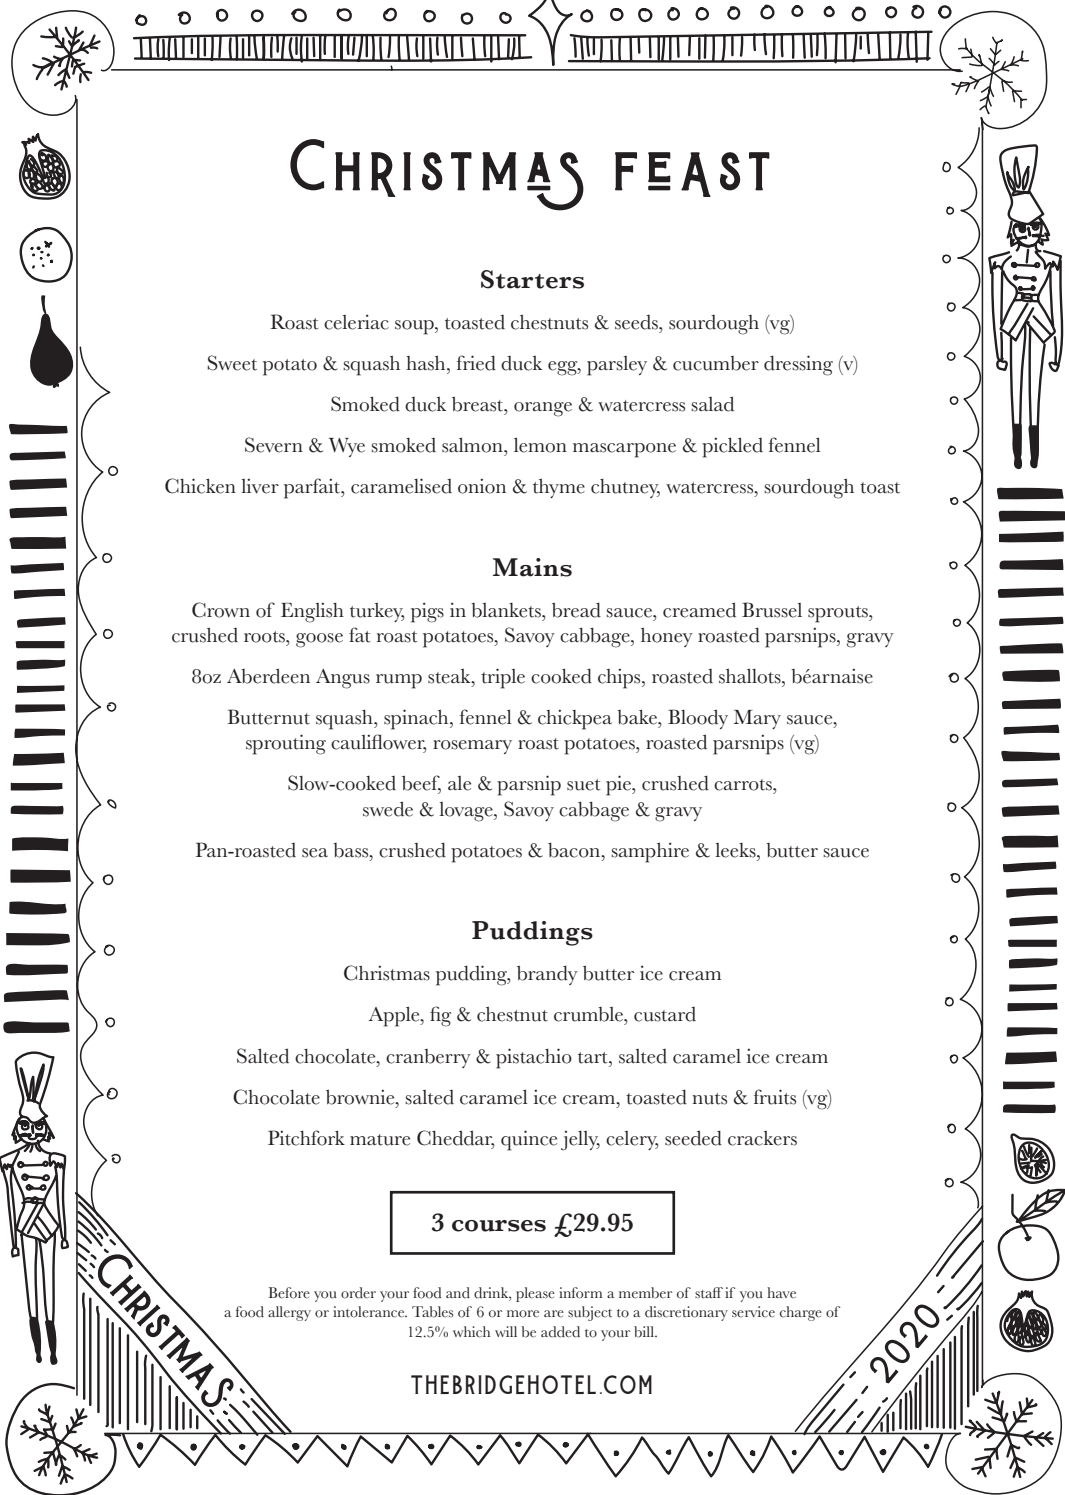 Christmas feast
Starters
Roast celeriac soup, toasted chestnuts & seeds, sourdough (vg)
Sweet potato & squash hash, fried duck egg, parsley & cucumber dressing (v)
Smoked duck breast, orange & watercress salad
Severn & Wye smoked salmon, lemon mascarpone & pickled fennel
Chicken liver parfait, caramelised onion & thyme chutney, watercress, sourdough toast
Mains
Crown of English turkey, pigs in blankets, bread sauce, creamed Brussel sprouts,
crushed roots, goose fat roast potatoes, Savoy cabbage, honey roasted parsnips, gravy
8oz Aberdeen Angus rump steak, triple cooked chips, roasted shallots, béarnaise
Butternut squash, spinach, fennel & chickpea bake, Bloody Mary sauce,
sprouting cauliflower, rosemary roast potatoes, roasted parsnips (vg)
Slow-cooked beef, ale & parsnip suet pie, crushed carrots,
swede & lovage, Savoy cabbage & gravy
Pan-roasted sea bass, crushed potatoes & bacon, samphire & leeks, butter sauce
Puddings
Christmas pudding, brandy butter ice cream
Apple, fig & chestnut crumble, custard
Salted chocolate, cranberry & pistachio tart, salted caramel ice cream
Chocolate brownie, salted caramel ice cream, toasted nuts & fruits (vg)
Pitchfork mature Cheddar, quince jelly, celery, seeded crackers
3 courses £29.95
Before you order your food and drink, please inform a member of staff if you have
a food allergy or intolerance. Tables of 6 or more are subject to a discretionary service charge of
12.5% which will be added to your bill.
THEBRIDGEHOTEL.COM
CHRISTMAS
2020